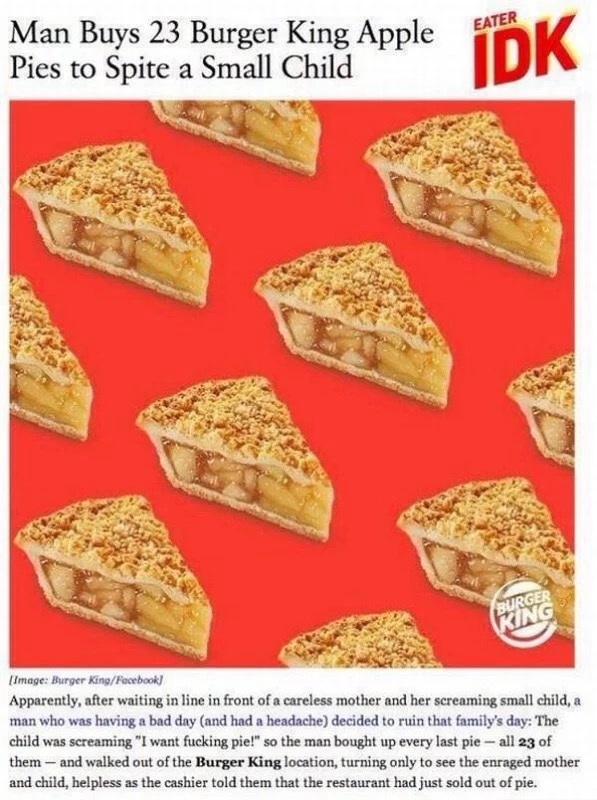 Man Buys 23 Burger King Apple
Pies to Spite a Small Child
EATER
IDK
BURGER
KING
[Image: Burger King/Facebook]
Apparently, after waiting in line in front of a careless mother and her screaming small child, a
man who was having a bad day (and had a headache) decided to ruin that family's day: The
child was screaming "I want fucking pie!" so the man bought up every last pie — all 23 of
them — and walked out of the Burger King location, turning only to see the enraged mother
and child, helpless as the cashier told them that the restaurant had just sold out of pie.